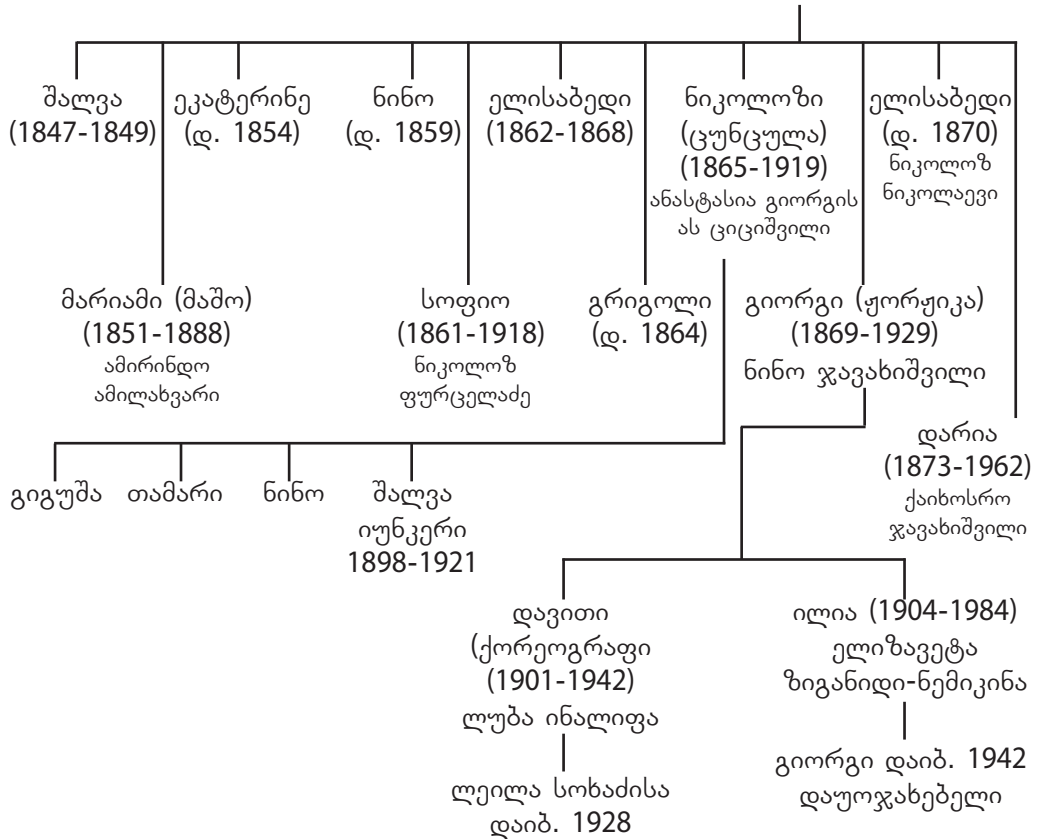 შალვა
(1847-1849)
ეკატერინე
(დ. 1854)
ნინო
(დ. 1859)
ელისაბედი
(1862-1868)
ნიკოლოზი
(ცუნცულა)
(1865-1919)
ანასტასია გიორგის
ას ციციშვილი
ელისაბედი
(დ. 1870)
ნიკოლოზ
ნიკოლაევი
მარიამი (მაშო)
(1851-1888)
ამირინდო
ამილახვარი
სოფიო
(1861-1918)
ნიკოლოზ
ფურცელაძე
გრიგოლი
(დ. 1864)
გიორგი (ჟორჟიკა)
(1869-1929)
ნინო ჯავახიშვილი
დარია
(1873-1962)
ქაიხოსრო
ჯავახიშვილი
გიგუშა
თამარი
ნინო
შალვა
იუნკერი
1898-1921
დავითი
(ქორეოგრაფი
(1901-1942)
ლუბა ინალიფა
ილია (1904-1984)
ელიზავეტა
ზიგანიდი-ნემიკინა
ლეილა სოხაძისა
დაიბ. 1928
გიორგი დაიბ. 1942
დაუოჯახებელი